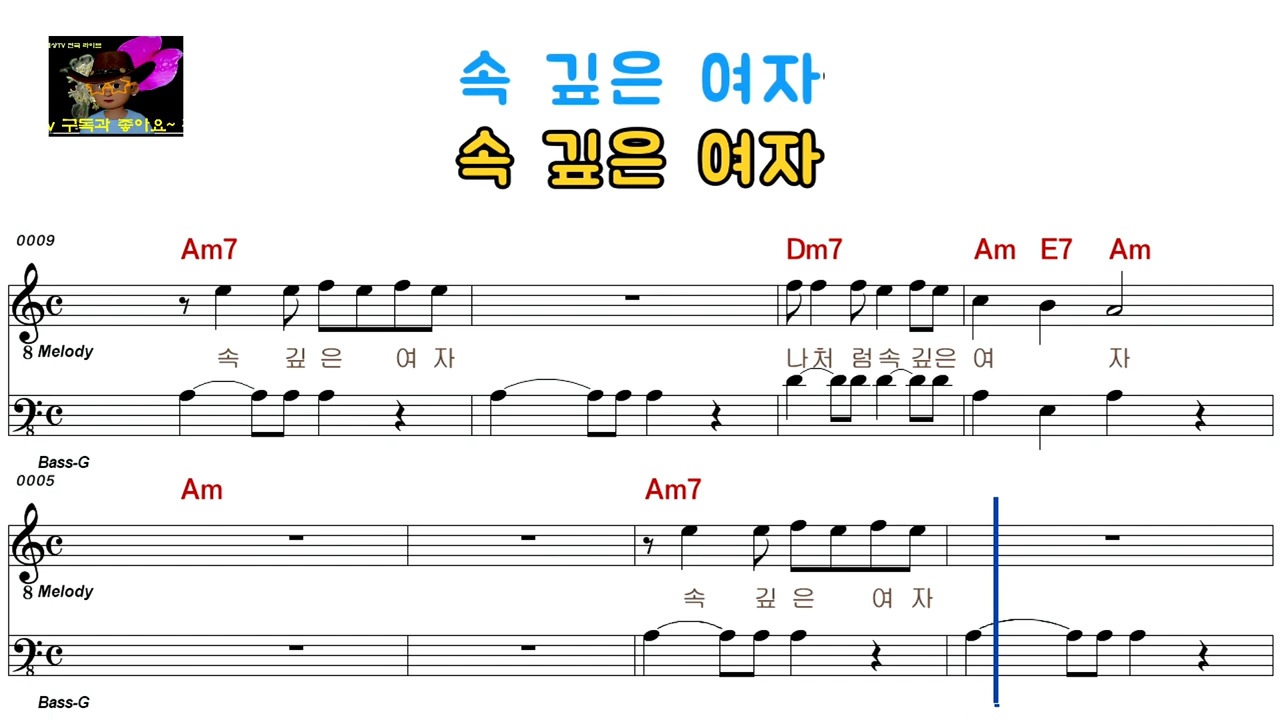 속 깊은 여자
속 깊은 여자
구독과 좋아요~
0009
Am7 Dm7 Am E7 Am
8 Melody
속 깊 은 여 자 나 처 럼 속 깊 은 여 자
8
Bass-G
0005
Am Am7
8 Melody
속 깊 은 여 자
8
Bass-G